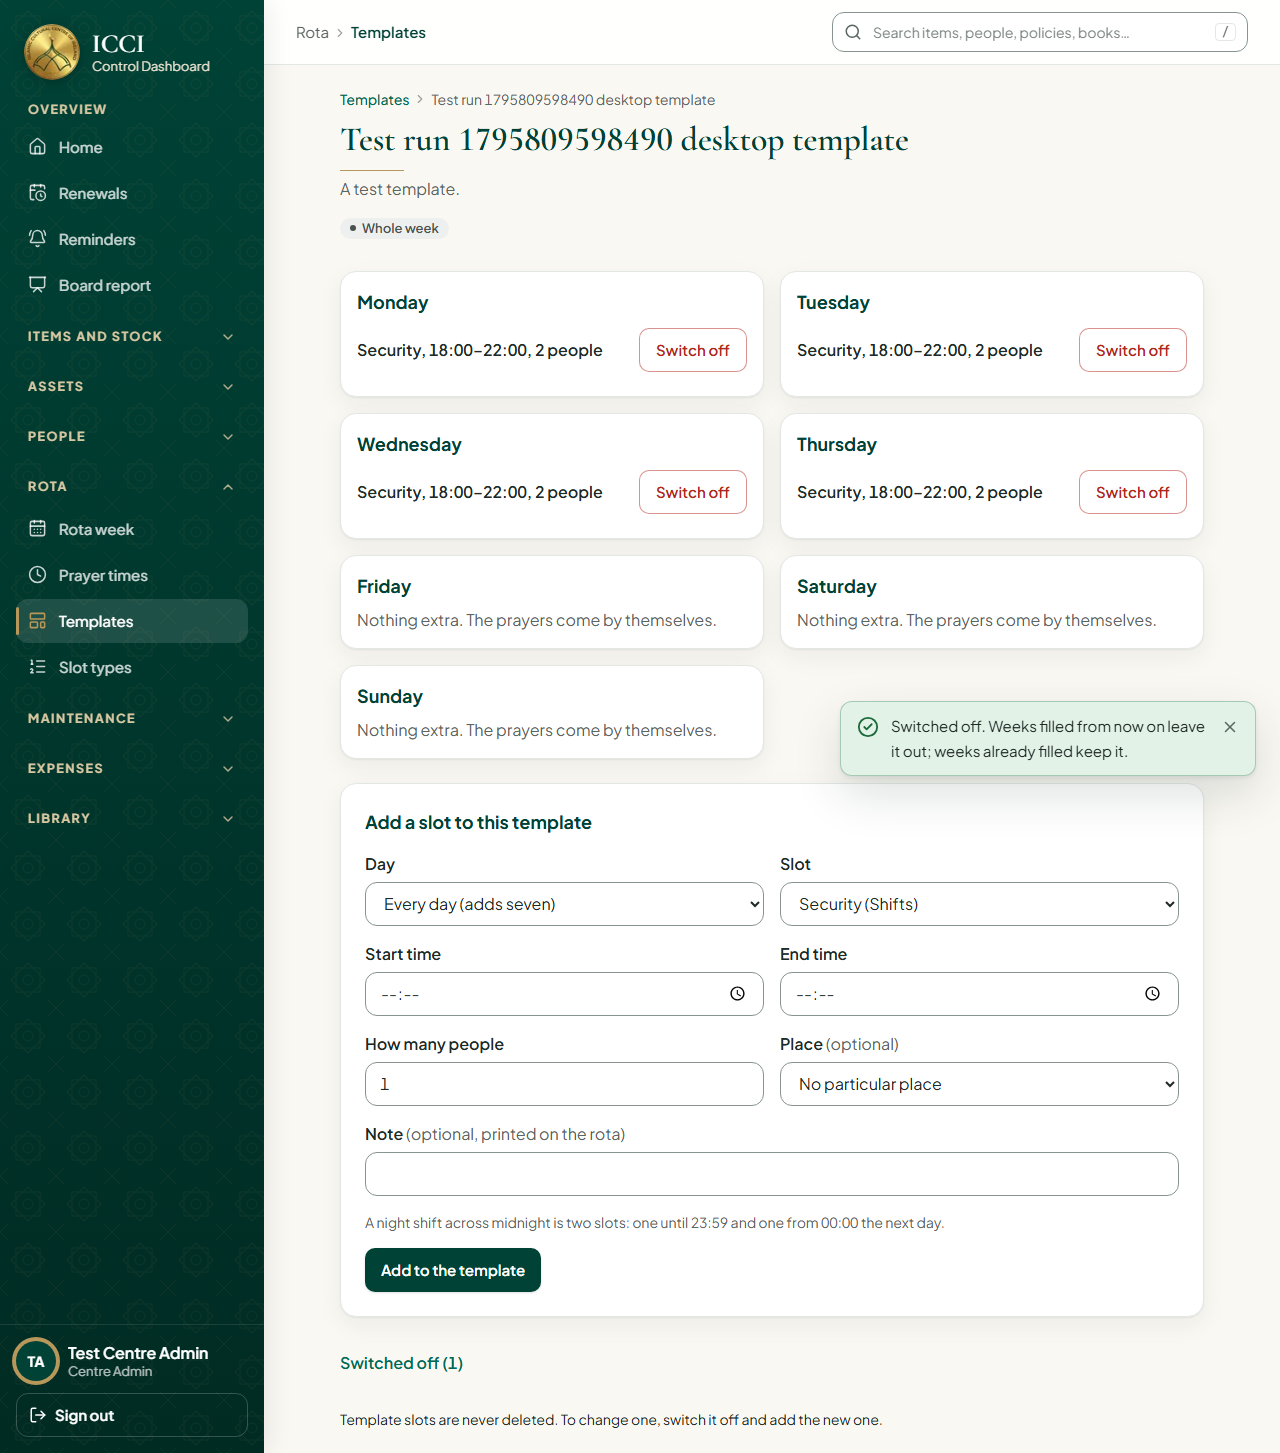 ICCI
Control Dashboard
OVERVIEW
Home
Renewals
Reminders
Board report
ITEMS AND STOCK
ASSETS
PEOPLE
ROTA
Rota week
Prayer times
Templates
Slot types
MAINTENANCE
EXPENSES
LIBRARY
TA
Test Centre Admin
Centre Admin
Sign out
Rota > Templates
Search items, people, policies, books… /
Templates > Test run 1795809598490 desktop template
Test run 1795809598490 desktop template
A test template.
Whole week
Monday
Security, 18:00–22:00, 2 people Switch off
Tuesday
Security, 18:00–22:00, 2 people Switch off
Wednesday
Security, 18:00–22:00, 2 people Switch off
Thursday
Security, 18:00–22:00, 2 people Switch off
Friday
Nothing extra. The prayers come by themselves.
Saturday
Nothing extra. The prayers come by themselves.
Sunday
Nothing extra. The prayers come by themselves.
Switched off. Weeks filled from now on leave
it out; weeks already filled keep it.
Add a slot to this template
Day
Every day (adds seven)
Slot
Security (Shifts)
Start time
--:--
End time
--:--
How many people
1
Place (optional)
No particular place
Note (optional, printed on the rota)
A night shift across midnight is two slots: one until 23:59 and one from 00:00 the next day.
Add to the template
Switched off (1)
Template slots are never deleted. To change one, switch it off and add the new one.